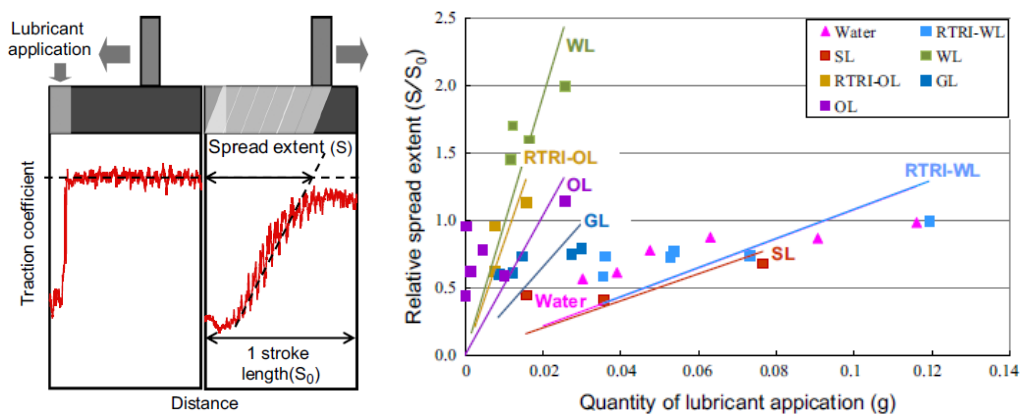 Lubricant
application
Spread extent (S)
Traction coefficient
1 stroke
length(S₀)
Distance
Relative spread extent (S/S₀)
2.5
2.0
1.5
1.0
0.5
0.0
0
0.02
0.04
0.06
0.08
0.1
0.12
0.14
Quantity of lubricant appication (g)
WL
RTRI-OL
OL
GL
Water
RTRI-WL
SL
Water
RTRI-WL
SL
WL
RTRI-OL
GL
OL